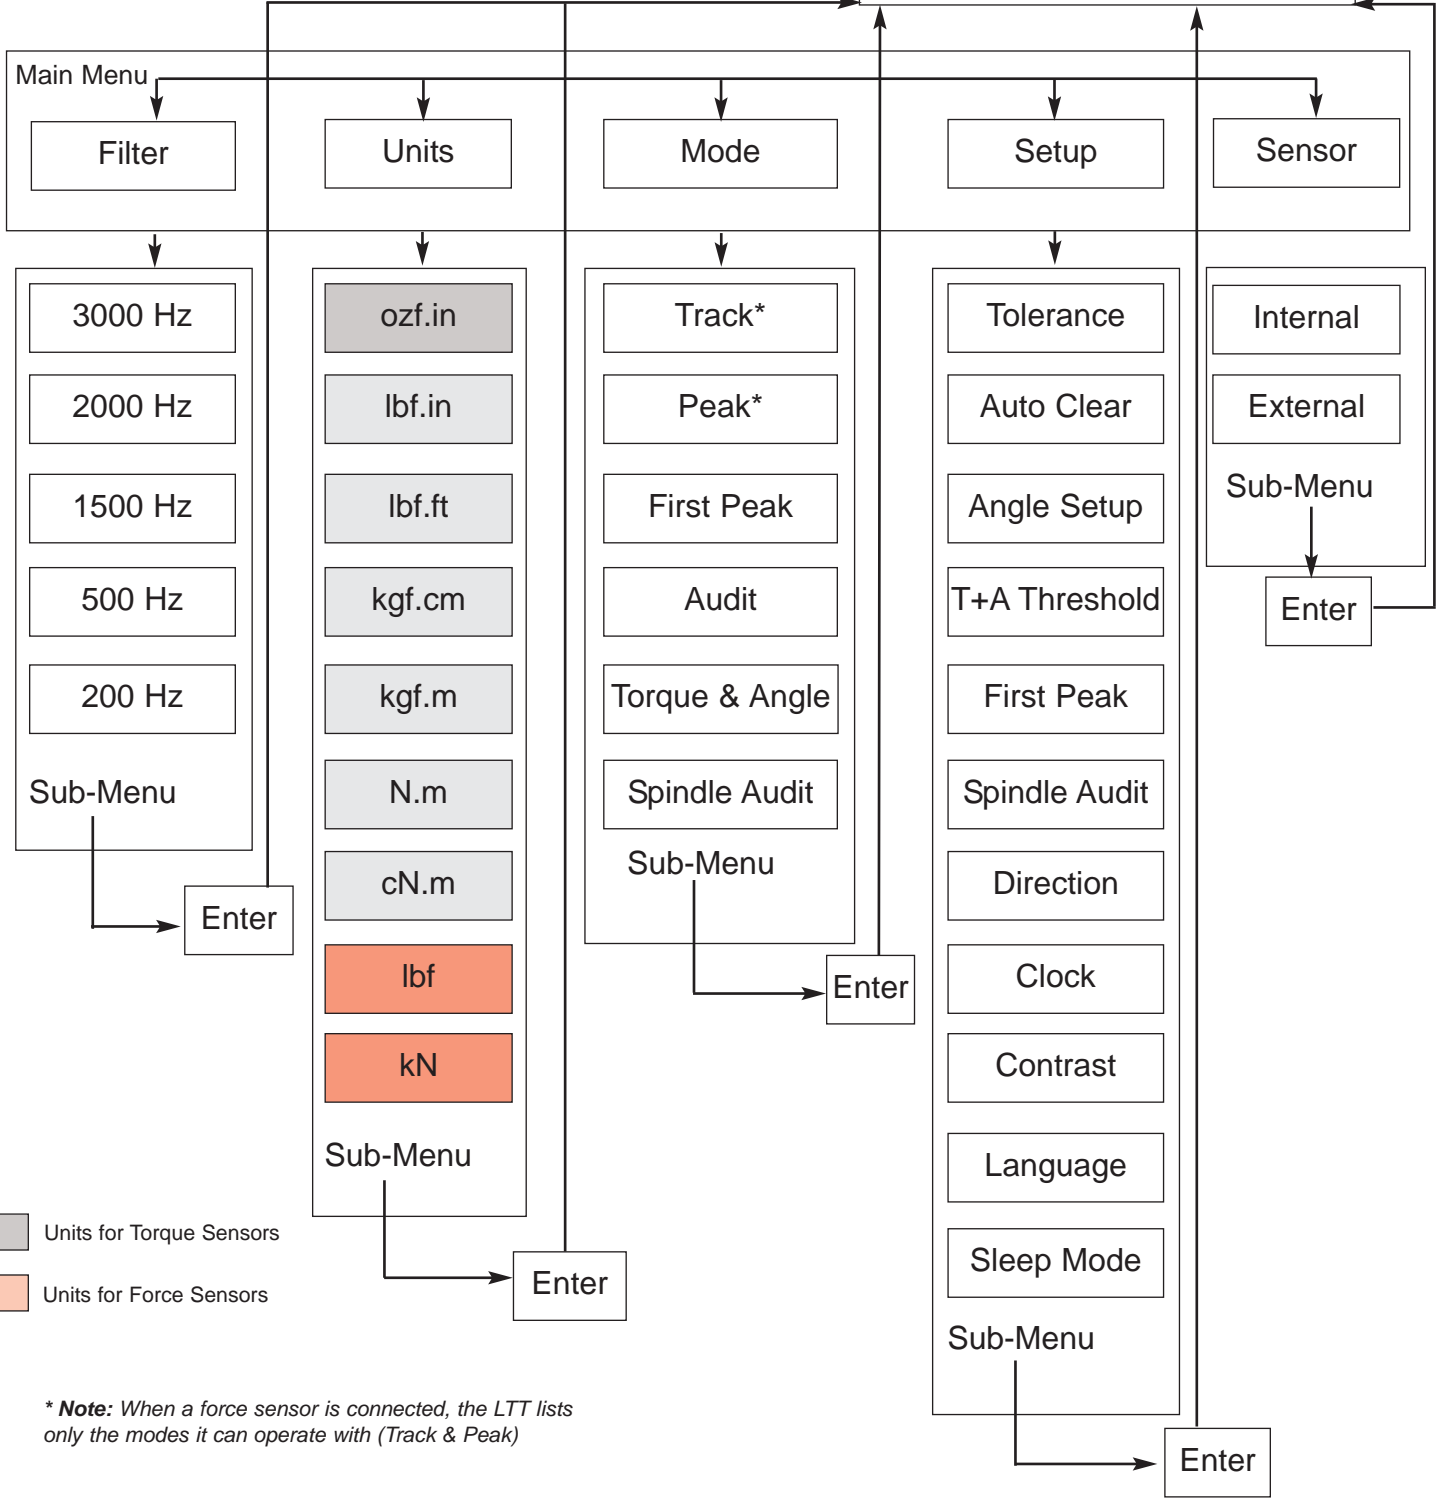 Main Menu
Filter
Units
Mode
Setup
Sensor
3000 Hz
2000 Hz
1500 Hz
500 Hz
200 Hz
Sub-Menu
Enter
ozf.in
lbf.in
lbf.ft
kgf.cm
kgf.m
N.m
cN.m
lbf
kN
Sub-Menu
Enter
Track*
Peak*
First Peak
Audit
Torque & Angle
Spindle Audit
Sub-Menu
Enter
Tolerance
Auto Clear
Angle Setup
T+A Threshold
First Peak
Spindle Audit
Direction
Clock
Contrast
Language
Sleep Mode
Sub-Menu
Enter
Internal
External
Sub-Menu
Enter
Units for Torque Sensors
Units for Force Sensors
* Note: When a force sensor is connected, the LTT lists
only the modes it can operate with (Track & Peak)